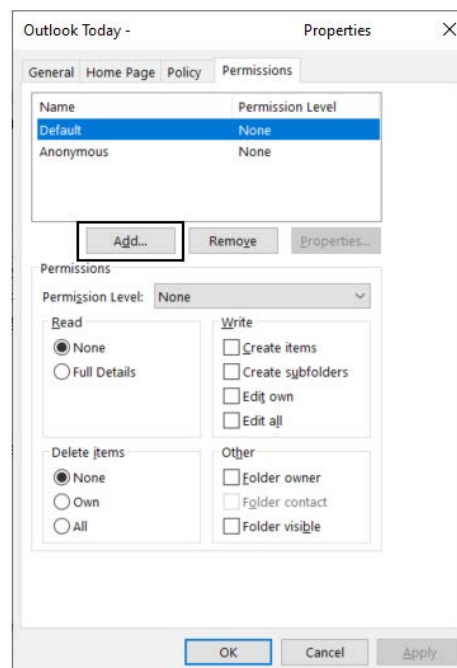 Outlook Today - Properties
General Home Page Policy Permissions
Name Permission Level
Default None
Anonymous None
Add... Remove Properties...
Permissions
Permission Level: None
Read Write
None Create items
Full Details Create subfolders
Edit own
Edit all
Delete items Other
None Folder owner
Own Folder contact
All Folder visible
OK Cancel Apply